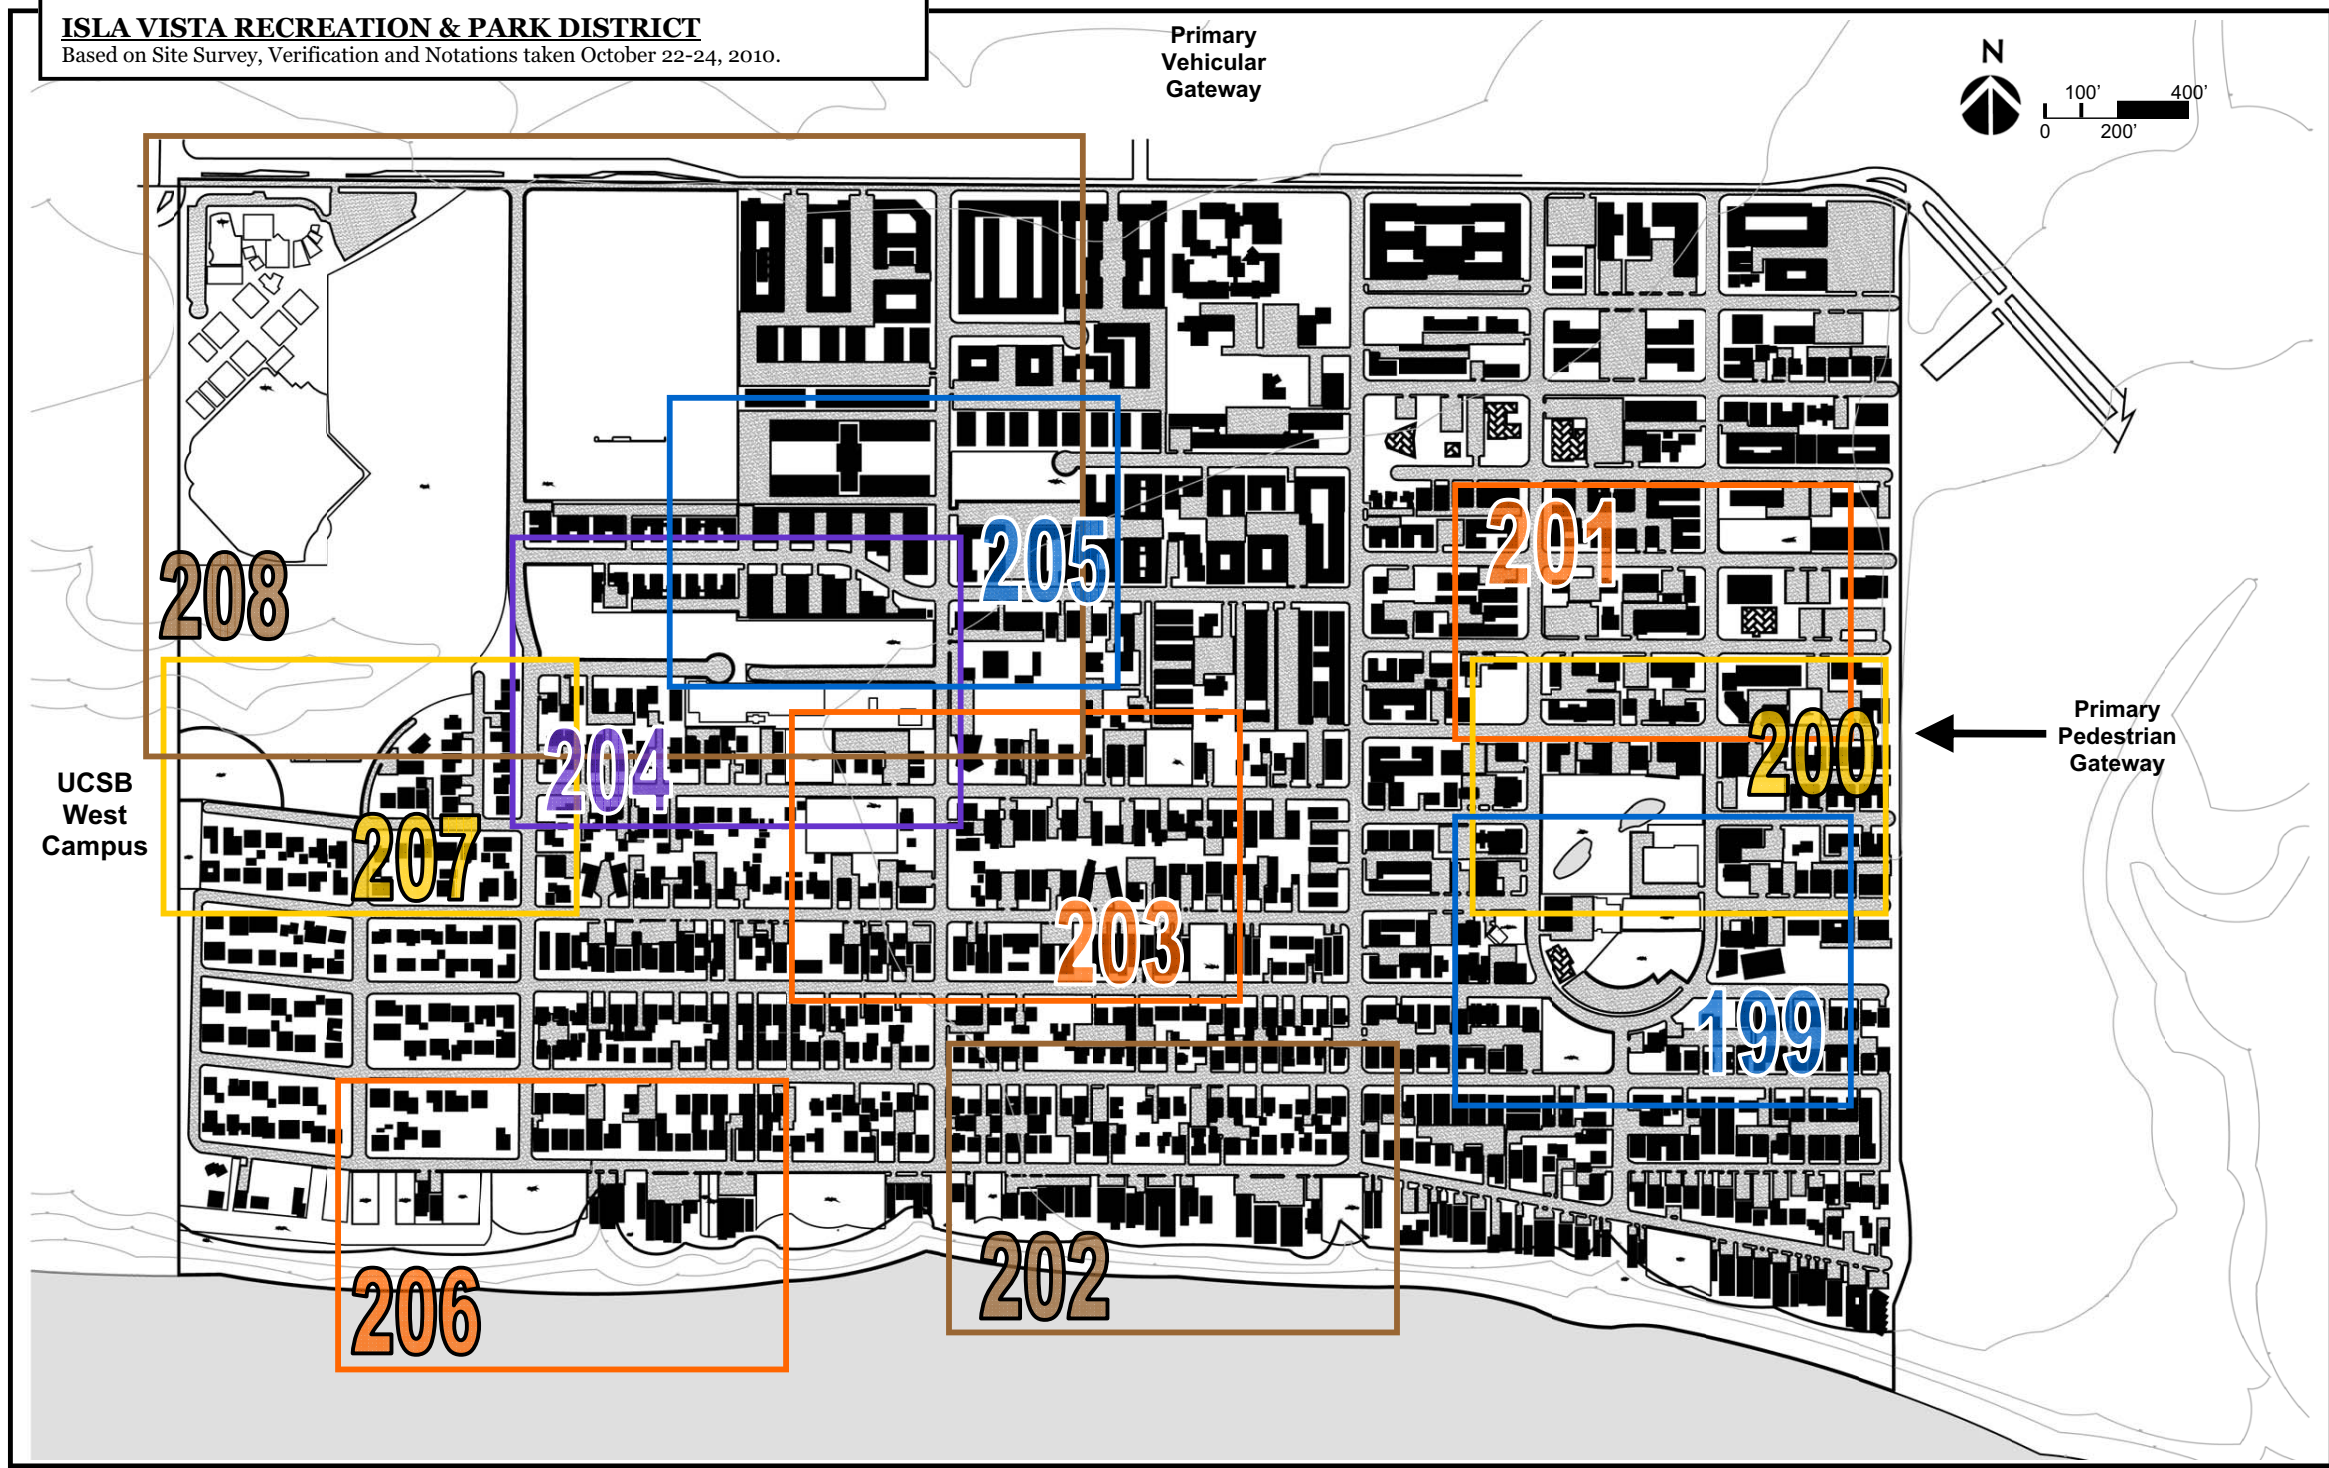 ISLA VISTA RECREATION & PARK DISTRICT
Based on Site Survey, Verification and Notations taken October 22-24, 2010.
Primary
Vehicular
Gateway
N
100' 400'
0 200'
208
205
201
204
200
Primary
Pedestrian
Gateway
UCSB
West
Campus
207
203
199
202
206